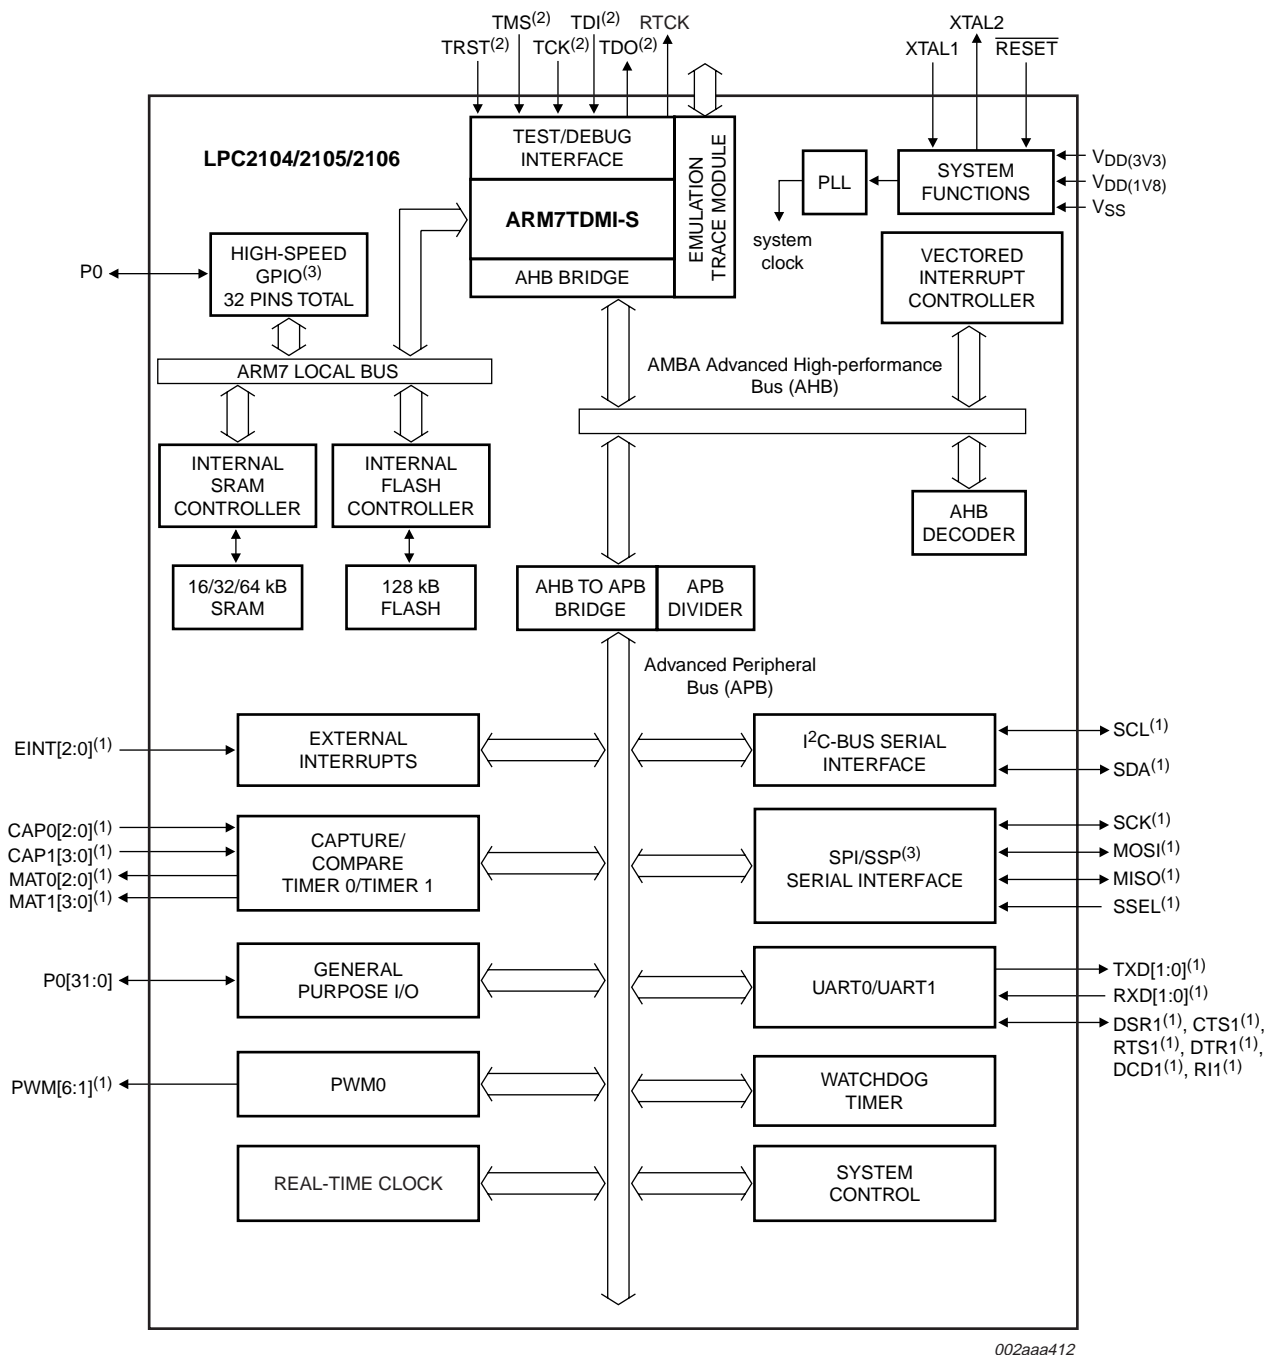 TMS(2) TDI(2) RTCK
TRST(2) TCK(2) TDO(2)
XTAL2
XTAL1 RESET
LPC2104/2105/2106
TEST/DEBUG
INTERFACE
ARM7TDMI-S
AHB BRIDGE
EMULATION
TRACE MODULE
PLL
system
clock
SYSTEM
FUNCTIONS
VDD(3V3)
VDD(1V8)
VSS
P0
HIGH-SPEED
GPIO(3)
32 PINS TOTAL
VECTORED
INTERRUPT
CONTROLLER
ARM7 LOCAL BUS
AMBA Advanced High-performance
Bus (AHB)
INTERNAL
SRAM
CONTROLLER
INTERNAL
FLASH
CONTROLLER
AHB
DECODER
16/32/64 kB
SRAM
128 kB
FLASH
AHB TO APB
BRIDGE
APB
DIVIDER
Advanced Peripheral
Bus (APB)
EINT[2:0](1)
EXTERNAL
INTERRUPTS
I2C-BUS SERIAL
INTERFACE
SCL(1)
SDA(1)
CAP0[2:0](1)
CAP1[3:0](1)
MAT0[2:0](1)
MAT1[3:0](1)
CAPTURE/
COMPARE
TIMER 0/TIMER 1
SPI/SSP(3)
SERIAL INTERFACE
SCK(1)
MOSI(1)
MISO(1)
SSEL(1)
P0[31:0]
GENERAL
PURPOSE I/O
UART0/UART1
TXD[1:0](1)
RXD[1:0](1)
DSR1(1), CTS1(1),
RTS1(1), DTR1(1),
DCD1(1), RI1(1)
PWM[6:1](1)
PWM0
WATCHDOG
TIMER
REAL-TIME CLOCK
SYSTEM
CONTROL
002aaa412